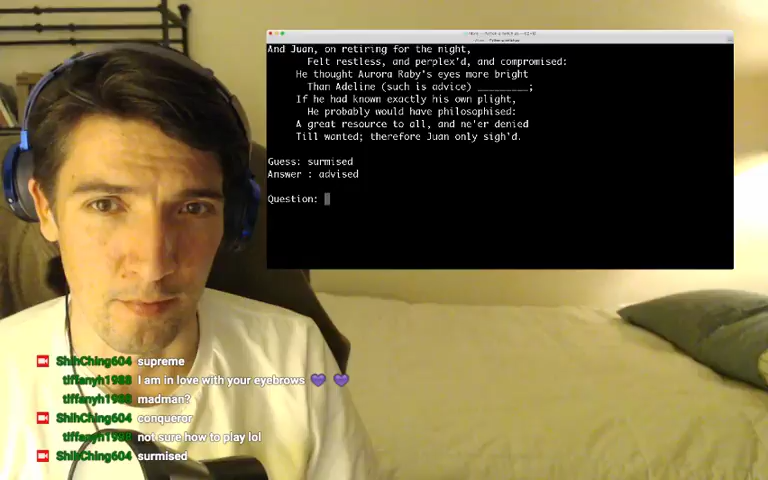 And Juan, on retiring for the night,
Felt restless, and perplex'd, and compromised:
He thought Aurora Raby's eyes more bright
Than Adeline (such is advice) _________;
If he had known exactly his own plight,
He probably would have philosophised:
A great resource to all, and ne'er denied
Till wanted; therefore Juan only sigh'd.
Guess: surmised
Answer : advised
Question:
ShihChing604 supreme
tiffanyh1988 I am in love with your eyebrows 💜 💜
tiffanyh1988 madman?
ShihChing604 conqueror
tiffanyh1988 not sure how to play lol
ShihChing604 surmised